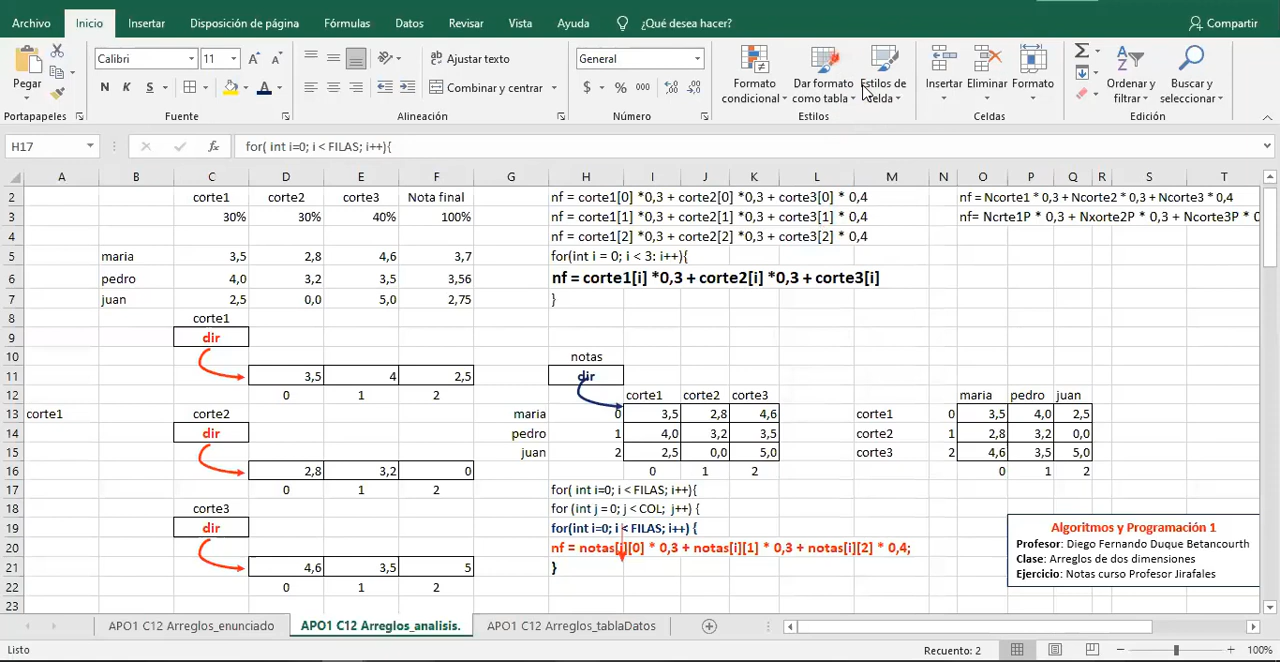 Archivo Inicio Insertar Disposición de página Fórmulas Datos Revisar Vista Ayuda ¿Qué desea hacer? Compartir
Pegar
Calibri 11
N K S A
ab Ajustar texto
Combinar y centrar
General
$ % 000
Formato condicional
Dar formato como tabla
Estilos de celda
Insertar Eliminar Formato
Ordenar y filtrar
Buscar y seleccionar
Portapapeles Fuente Alineación Número Estilos Celdas Edición
H17 fx for( int i=0; i < FILAS; i++){
A B C D E F G H I J K L M N O P Q R S T
2 corte1 corte2 corte3 Nota final nf = corte1[0] *0,3 + corte2[0] *0,3 + corte3[0] * 0,4 nf = Ncorte1 * 0,3 + Ncorte2 * 0,3 + Ncorte3 * 0,4
3 30% 30% 40% 100% nf = corte1[1] *0,3 + corte2[1] *0,3 + corte3[1] * 0,4 nf= Ncrte1P * 0,3 + Nxorte2P * 0,3 + Ncorte3P * 0
4 nf = corte1[2] *0,3 + corte2[2] *0,3 + corte3[2] * 0,4
5 maria 3,5 2,8 4,6 3,7 for(int i = 0; i < 3: i++){
6 pedro 4,0 3,2 3,5 3,56 nf = corte1[i] *0,3 + corte2[i] *0,3 + corte3[i]
7 juan 2,5 0,0 5,0 2,75 }
8 corte1
9 dir
10 notas
11 3,5 4 2,5 dir
12 0 1 2 corte1 corte2 corte3 maria pedro juan
13 corte1 corte2 maria 0 3,5 2,8 4,6 corte1 0 3,5 4,0 2,5
14 dir pedro 1 4,0 3,2 3,5 corte2 1 2,8 3,2 0,0
15 juan 2 2,5 0,0 5,0 corte3 2 4,6 3,5 5,0
16 2,8 3,2 0 0 1 2 0 1 2
17 0 1 2 for( int i=0; i < FILAS; i++){
18 corte3 for (int j = 0; j < COL; j++) {
19 dir for(int i=0; i < FILAS; i++) {
20 nf = notas[i][0] * 0,3 + notas[i][1] * 0,3 + notas[i][2] * 0,4;
21 4,6 3,5 5 }
22 0 1 2
23
Algoritmos y Programación 1
Profesor: Diego Fernando Duque Betancourth
Clase: Arreglos de dos dimensiones
Ejercicio: Notas curso Profesor Jirafales
APO1 C12 Arreglos_enunciado APO1 C12 Arreglos_analisis. APO1 C12 Arreglos_tablaDatos
Listo Recuento: 2 100%